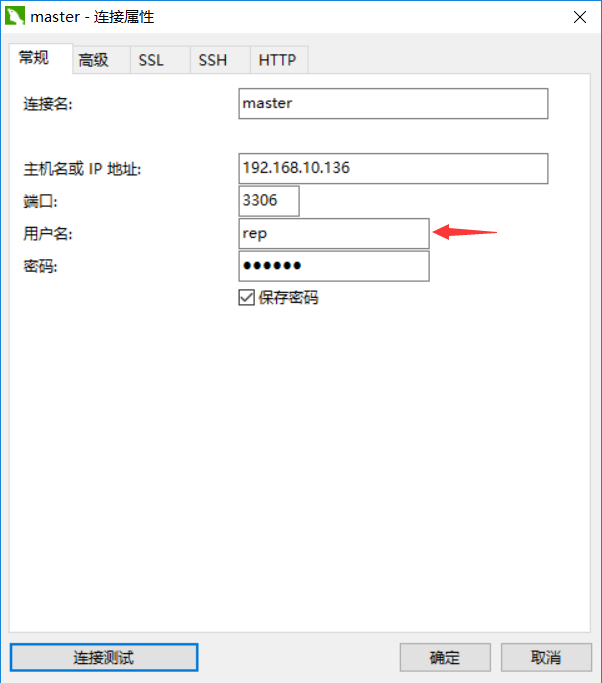 master - 连接属性
常规 高级 SSL SSH HTTP
连接名: master
主机名或 IP 地址: 192.168.10.136
端口: 3306
用户名: rep
密码: ●●●●●●
保存密码
连接测试 确定 取消